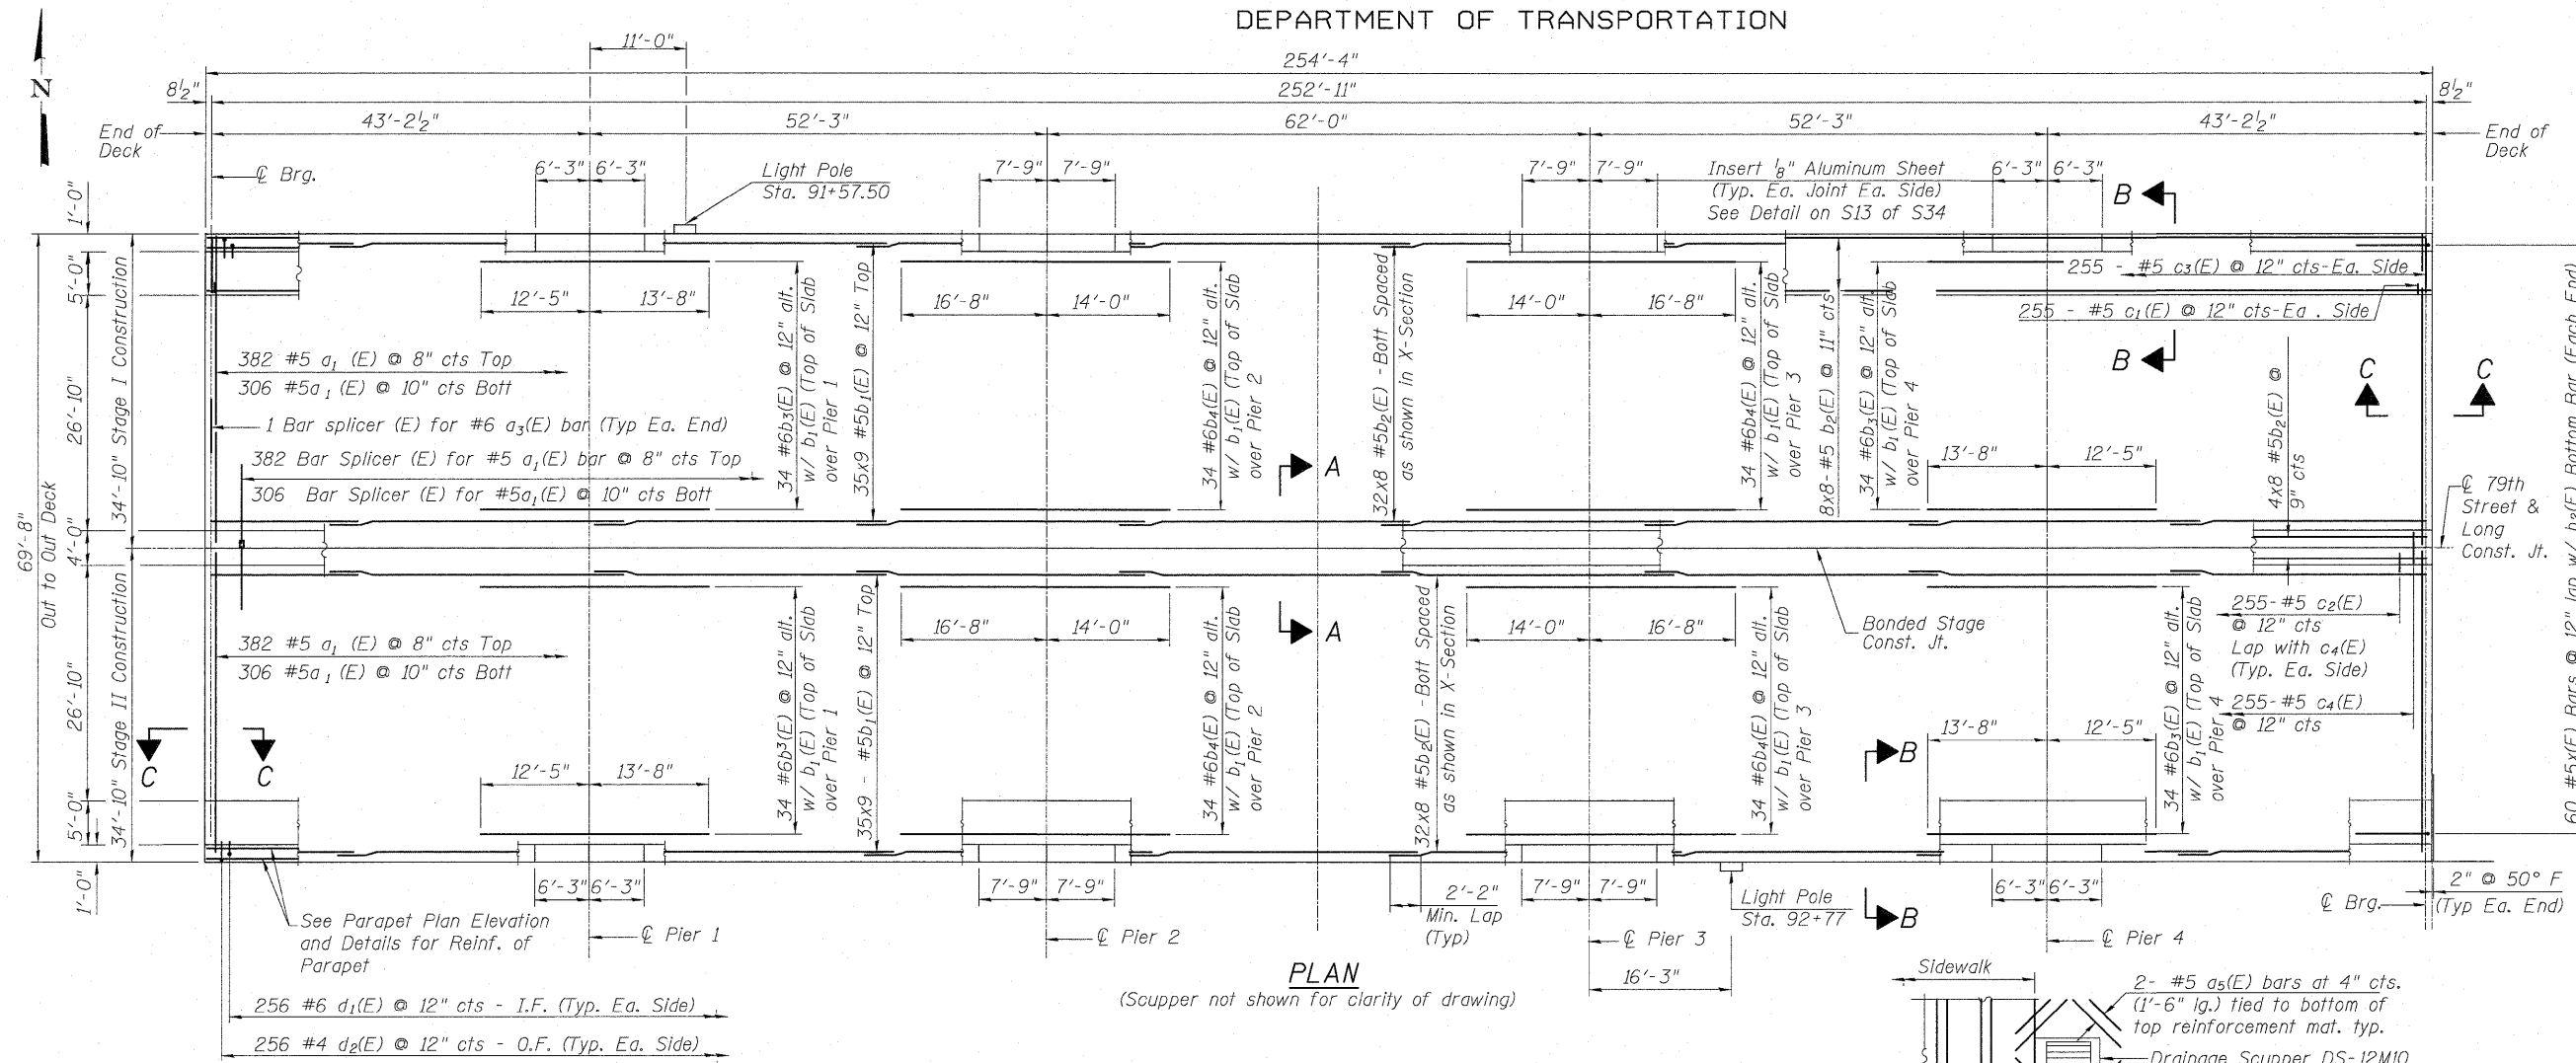 DEPARTMENT OF TRANSPORTATION
N
11'-0"
254'-4"
8½"
252'-11"
8½"
End of
Deck
43'-2½"
52'-3"
62'-0"
52'-3"
43'-2½"
End of
Deck
℄ Brg.
6'-3" 6'-3"
Light Pole
Sta. 91+57.50
7'-9" 7'-9"
7'-9" 7'-9"
Insert ⅛" Aluminum Sheet
(Typ. Ea. Joint Ea. Side)
See Detail on S13 of S34
6'-3" 6'-3"
B
1'-0"
5'-0"
26'-10"
4'-0"
26'-10"
5'-0"
1'-0"
69'-8"
Out to Out Deck
34'-10" Stage I Construction
34'-10" Stage II Construction
12'-5" 13'-8"
16'-8" 14'-0"
14'-0" 16'-8"
255 - #5 c3(E) @ 12" cts-Ea. Side
255 - #5 c1(E) @ 12" cts-Ea . Side
B
382 #5 a1 (E) @ 8" cts Top
306 #5a1 (E) @ 10" cts Bott
1 Bar splicer (E) for #6 a3(E) bar (Typ Ea. End)
382 Bar Splicer (E) for #5 a1(E) bar @ 8" cts Top
306 Bar Splicer (E) for #5a1(E) @ 10" cts Bott
34 #6b3(E) @ 12" alt.
w/ b1(E) (Top of Slab
over Pier 1
35x9 #5b1(E) @ 12" Top
34 #6b4(E) @ 12" alt.
w/ b1(E) (Top of Slab
over Pier 2
A
32x8 #5b2(E) -Bott Spaced
as shown in X-Section
34 #6b4(E) @ 12" alt.
w/ b1(E) (Top of Slab
over Pier 3
8x8- #5 b2(E) @ 11" cts
34 #6b3(E) @ 12" alt.
w/ b1(E) (Top of Slab
over Pier 4
13'-8" 12'-5"
4x8 #5b2(E) @
9" cts
C C
℄ 79th
Street &
Long
Const. Jt.
60 #5x(E) Bars @ 12" lap w/ b2(E) Bottom Bar (Each End)
382 #5 a1 (E) @ 8" cts Top
306 #5a1 (E) @ 10" cts Bott
C C
12'-5" 13'-8"
34 #6b3(E) @ 12" alt.
w/ b1(E) (Top of Slab
over Pier 1
35x9 - #5b1(E) @ 12" Top
16'-8" 14'-0"
34 #6b4(E) @ 12" alt.
w/ b1(E) (Top of Slab
over Pier 2
A
32x8 #5b2(E) -Bott Spaced
as shown in X-Section
14'-0" 16'-8"
34 #6b4(E) @ 12" alt.
w/ b1(E) (Top of Slab
over Pier 3
Bonded Stage
Const. Jt.
B
13'-8" 12'-5"
34 #6b3(E) @ 12" alt.
w/ b1(E) (Top of Slab
over Pier 4
255-#5 c2(E)
@ 12" cts
Lap with c4(E)
(Typ. Ea. Side)
255-#5 c4(E)
@ 12" cts
6'-3" 6'-3"
7'-9" 7'-9"
2'-2"
Min. Lap
(Typ)
7'-9" 7'-9"
Light Pole
Sta. 92+77
B
6'-3" 6'-3"
℄ Brg.
2" @ 50° F
(Typ Ea. End)
See Parapet Plan Elevation
and Details for Reinf. of
Parapet
℄ Pier 1
℄ Pier 2
℄ Pier 3
℄ Pier 4
16'-3"
PLAN
(Scupper not shown for clarity of drawing)
256 #6 d1(E) @ 12" cts - I.F. (Typ. Ea. Side)
256 #4 d2(E) @ 12" cts - O.F. (Typ. Ea. Side)
Sidewalk
2- #5 a5(E) bars at 4" cts.
(1'-6" lg.) tied to bottom of
top reinforcement mat. typ.
Drainage Scupper DS-12M10